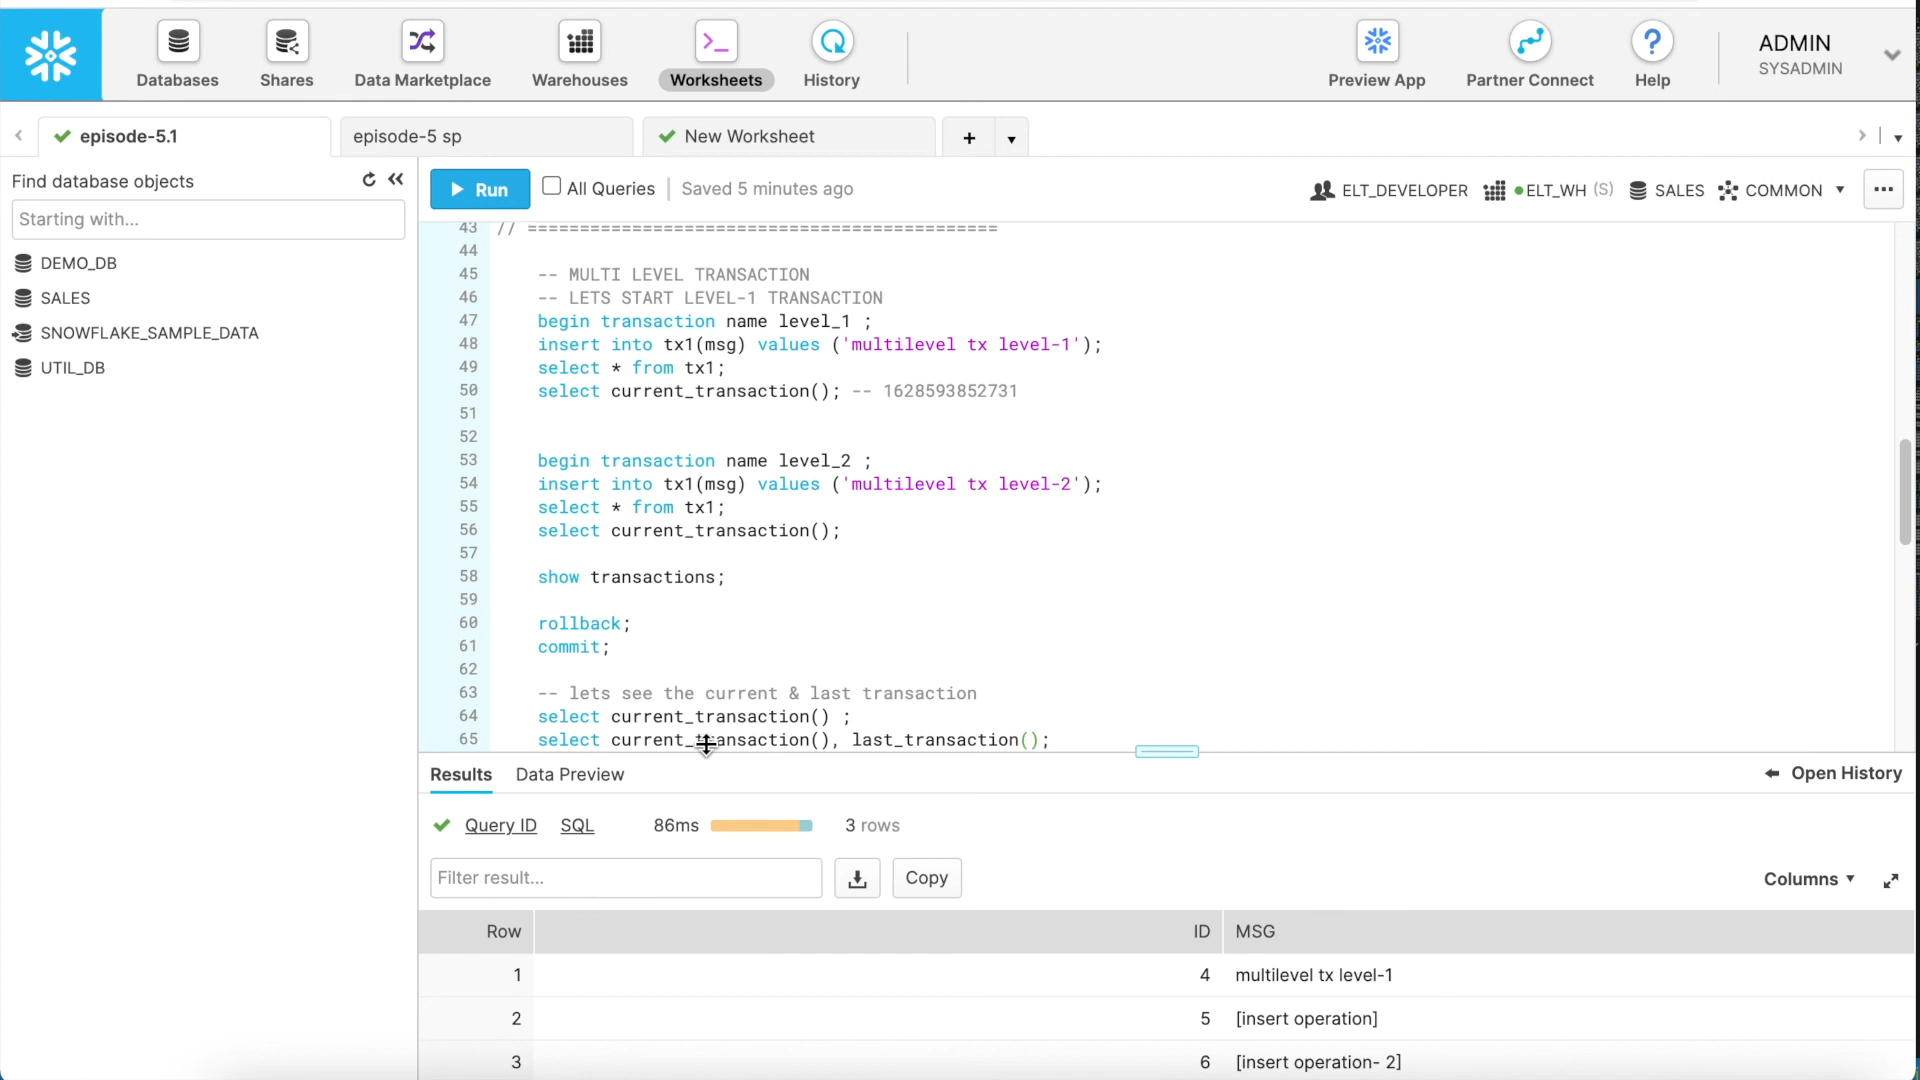 Databases
Shares
Data Marketplace
Warehouses
Worksheets
History
Preview App
Partner Connect
Help
ADMIN
SYSADMIN
episode-5.1
episode-5 sp
New Worksheet
Find database objects
Starting with...
DEMO_DB
SALES
SNOWFLAKE_SAMPLE_DATA
UTIL_DB
Run
All Queries
Saved 5 minutes ago
ELT_DEVELOPER
ELT_WH (S)
SALES
COMMON
43 // =============================================
44
45 -- MULTI LEVEL TRANSACTION
46 -- LETS START LEVEL-1 TRANSACTION
47 begin transaction name level_1 ;
48 insert into tx1(msg) values ('multilevel tx level-1');
49 select * from tx1;
50 select current_transaction(); -- 1628593852731
51
52
53 begin transaction name level_2 ;
54 insert into tx1(msg) values ('multilevel tx level-2');
55 select * from tx1;
56 select current_transaction();
57
58 show transactions;
59
60 rollback;
61 commit;
62
63 -- lets see the current & last transaction
64 select current_transaction() ;
65 select current_transaction(), last_transaction();
Results
Data Preview
Open History
Query ID
SQL
86ms
3 rows
Filter result...
Copy
Columns
Row ID MSG
1 4 multilevel tx level-1
2 5 [insert operation]
3 6 [insert operation- 2]